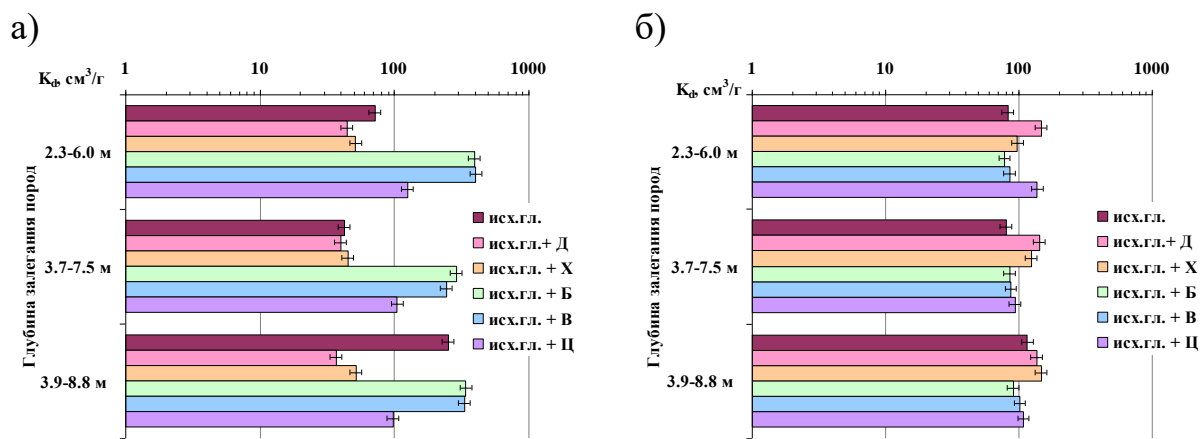 а)
K_d, см³/г
1 10 100 1000
Глубина залегания пород
2.3-6.0 м
3.7-7.5 м
3.9-8.8 м
исх.гл.
исх.гл.+ Д
исх.гл. + Х
исх.гл. + Б
исх.гл. + В
исх.гл. + Ц
б)
K_d, см³/г
1 10 100 1000
Глубина залегания пород
2.3-6.0 м
3.7-7.5 м
3.9-8.8 м
исх.гл.
исх.гл. + Д
исх.гл. + Х
исх.гл. + Б
исх.гл. + В
исх.гл. + Ц